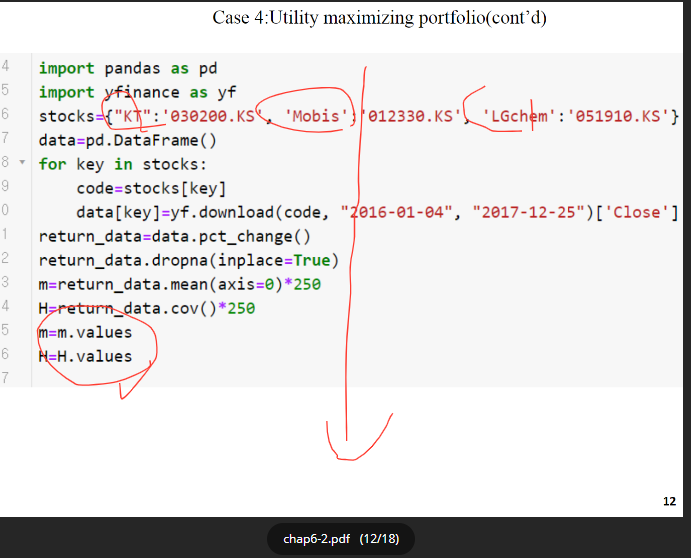 Case 4:Utility maximizing portfolio(cont’d)
4 import pandas as pd
5 import yfinance as yf
6 stocks={"KT":'030200.KS', 'Mobis':'012330.KS', 'LGchem':'051910.KS'}
7 data=pd.DataFrame()
8 for key in stocks:
9 code=stocks[key]
0 data[key]=yf.download(code, "2016-01-04", "2017-12-25")['Close']
1 return_data=data.pct_change()
2 return_data.dropna(inplace=True)
3 m=return_data.mean(axis=0)*250
4 H=return_data.cov()*250
5 m=m.values
6 H=H.values
7
12
chap6-2.pdf (12/18)